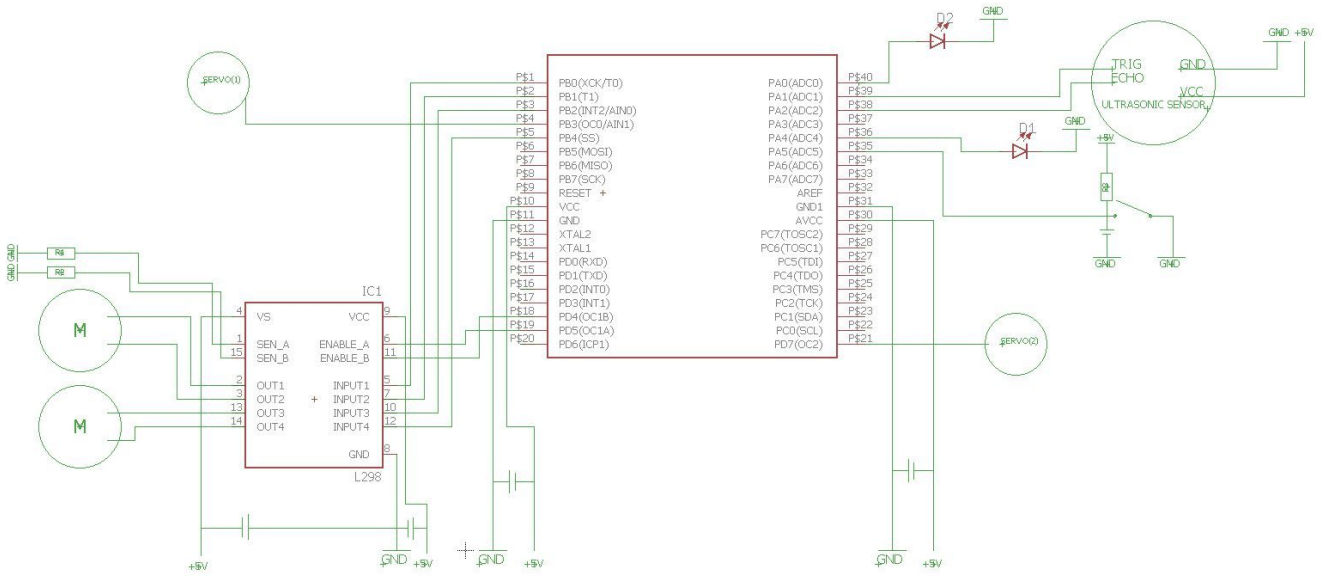 D2
GND
GND +5V
SERVO(1)
TRIG
ECHO
GND
VCC
ULTRASONIC SENSOR
P$1 PB0(XCK/T0) PA0(ADC0) P$40
P$2 PB1(T1) PA1(ADC1) P$39
P$3 PB2(INT2/AIN0) PA2(ADC2) P$38
P$4 PB3(OC0/AIN1) PA3(ADC3) P$37
P$5 PB4(SS) PA4(ADC4) P$36
P$6 PB5(MOSI) PA5(ADC5) P$35
P$7 PB6(MISO) PA6(ADC6) P$34
P$8 PB7(SCK) PA7(ADC7) P$33
P$9 RESET AREF P$32
P$10 VCC GND1 P$31
P$11 GND AVCC P$30
P$12 XTAL2 PC7(TOSC2) P$29
P$13 XTAL1 PC6(TOSC1) P$28
P$14 PD0(RXD) PC5(TDI) P$27
P$15 PD1(TXD) PC4(TDO) P$26
P$16 PD2(INT0) PC3(TMS) P$25
P$17 PD3(INT1) PC2(TCK) P$24
P$18 PD4(OC1B) PC1(SDA) P$23
P$19 PD5(OC1A) PC0(SCL) P$22
P$20 PD6(ICP1) PD7(OC2) P$21
D1
GND
+5V
GND
GND
SERVO(2)
GND
GND
M
M
IC1
4 VS VCC 9
1 SEN_A ENABLE_A 6
15 SEN_B ENABLE_B 11
2 OUT1 INPUT1 5
3 OUT2 INPUT2 7
13 OUT3 INPUT3 10
14 OUT4 INPUT4 12
GND 8
L298
+5V
GND
+5V
GND
+5V
GND
+5V